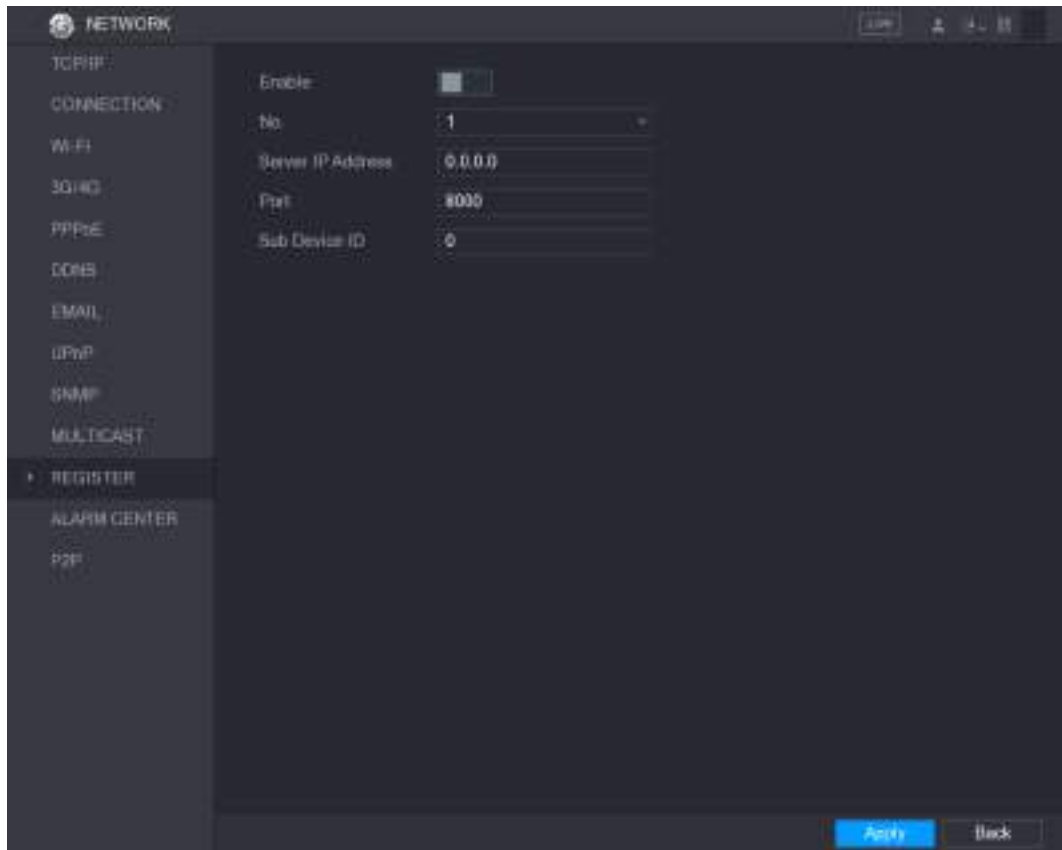 NETWORK
LIVE
TCP/IP
CONNECTION
WI-FI
3G/4G
PPPoE
DDNS
EMAIL
UPnP
SNMP
MULTICAST
REGISTER
ALARM CENTER
P2P
Enable
No. 1
Server IP Address 0.0.0.0
Port 8000
Sub Device ID 0
Apply Back